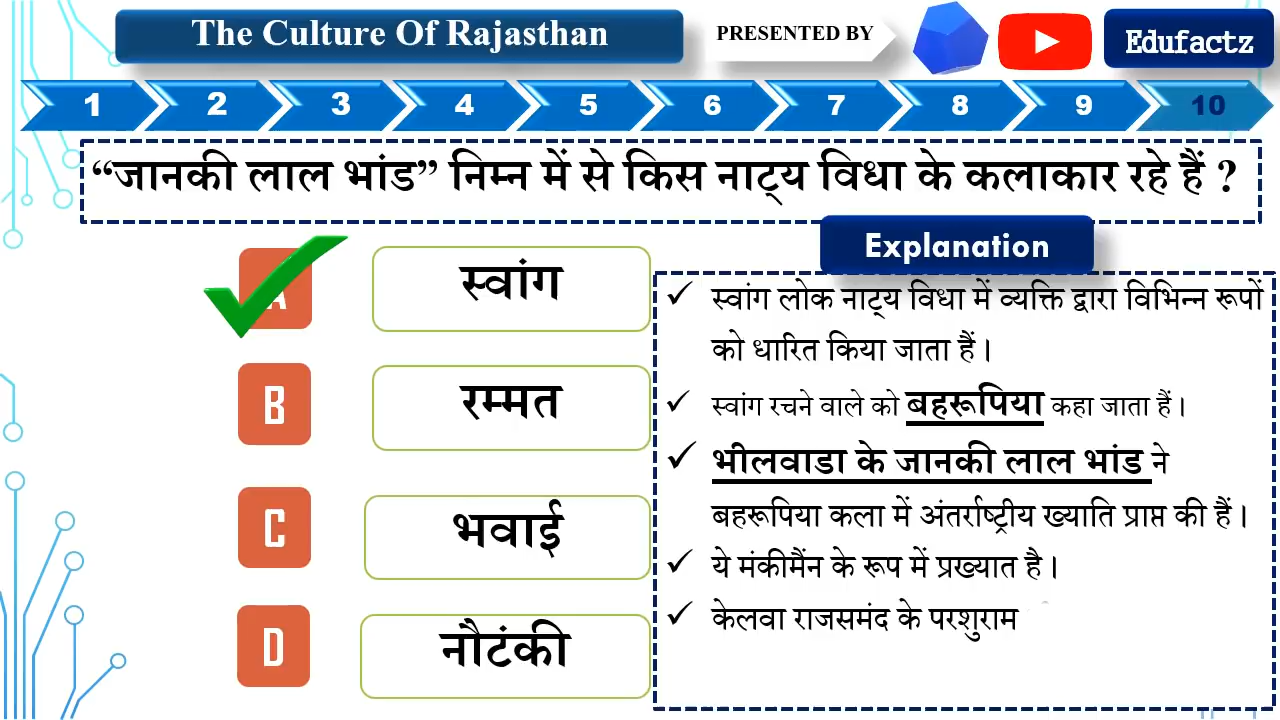 The Culture Of Rajasthan
PRESENTED BY
Edufactz
1 2 3 4 5 6 7 8 9 10
“जानकी लाल भांड” निम्न में से किस नाट्य विधा के कलाकार रहे हैं ?
Explanation
A स्वांग
B रम्मत
C भवाई
D नौटंकी
स्वांग लोक नाट्य विधा में व्यक्ति द्वारा विभिन्न रूपों
को धारित किया जाता हैं।
स्वांग रचने वाले को बहरूपिया कहा जाता हैं।
भीलवाडा के जानकी लाल भांड ने
बहरूपिया कला में अंतर्राष्ट्रीय ख्याति प्राप्त की हैं।
ये मंकीमैंन के रूप में प्रख्यात है।
केलवा राजसमंद के परशुराम